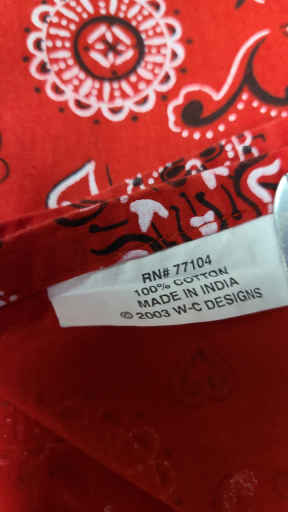 RN# 77104
100% COTTON
MADE IN INDIA
© 2003 W-C DESIGNS